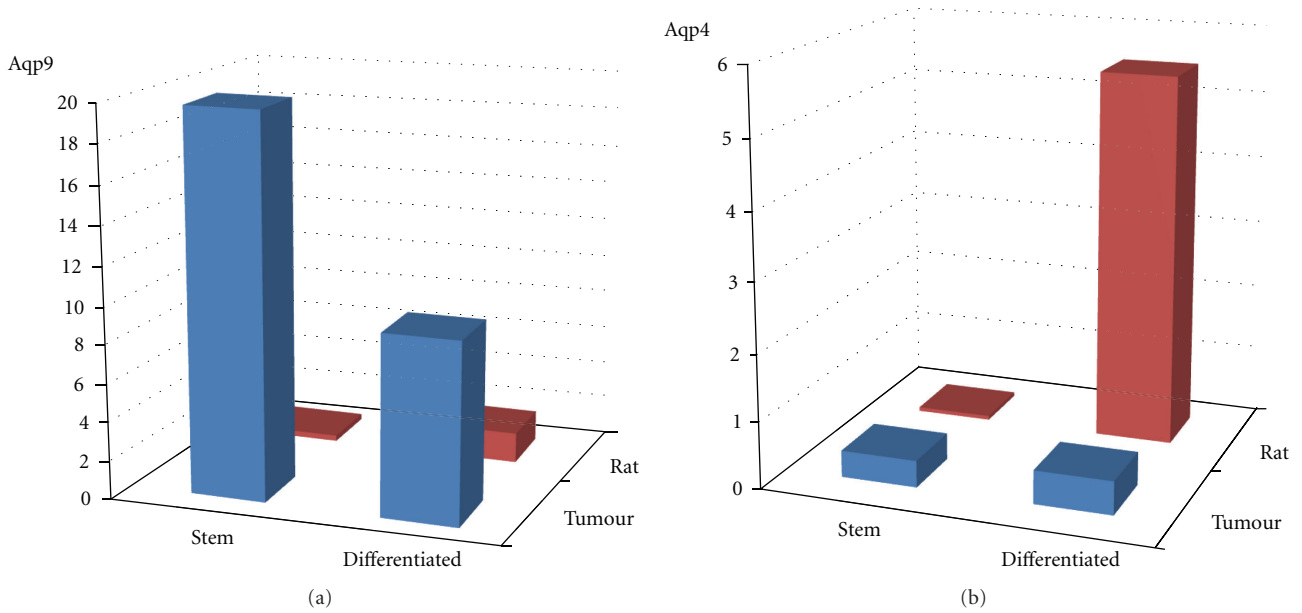 Aqp9
20
18
16
14
12
10
8
6
4
2
0
Stem
Differentiated
Tumour
Rat
(a)
Aqp4
6
5
4
3
2
1
0
Stem
Differentiated
Tumour
Rat
(b)